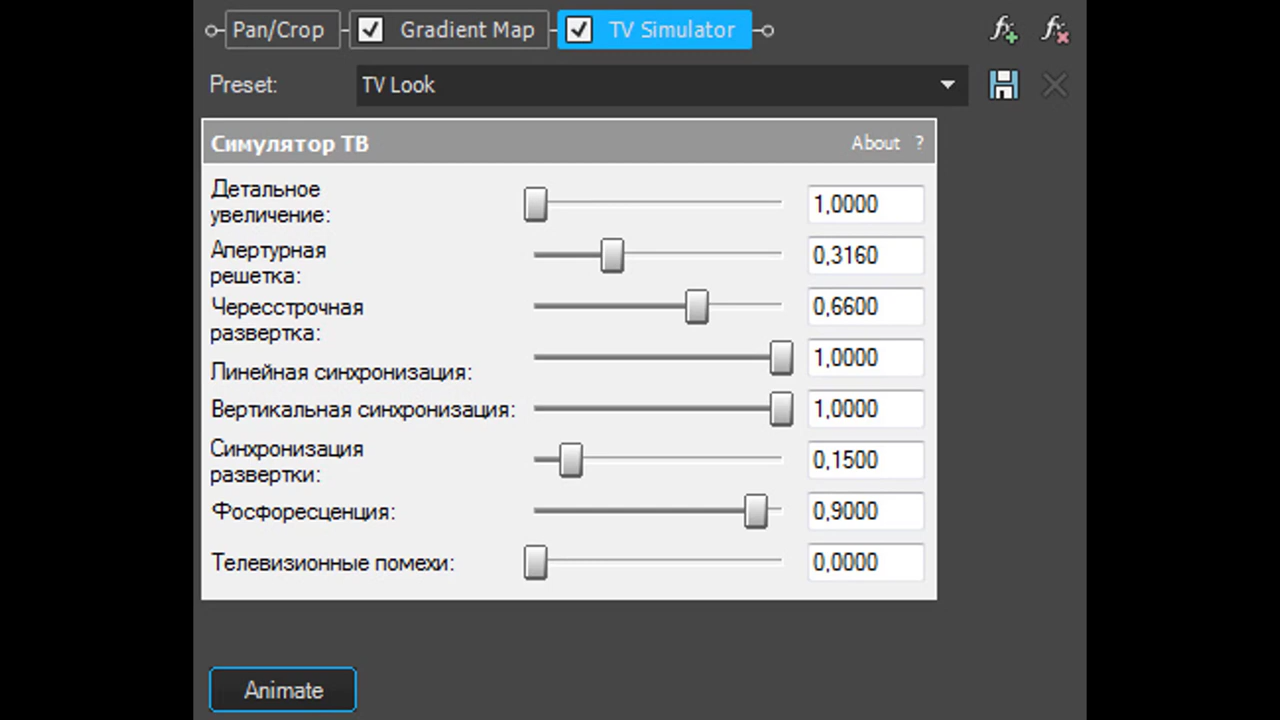 Pan/Crop Gradient Map TV Simulator
Preset: TV Look
Симулятор ТВ About ?
Детальное
увеличение: 1,0000
Апертурная
решетка: 0,3160
Чересстрочная
развертка: 0,6600
Линейная синхронизация: 1,0000
Вертикальная синхронизация: 1,0000
Синхронизация
развертки: 0,1500
Фосфоресценция: 0,9000
Телевизионные помехи: 0,0000
Animate